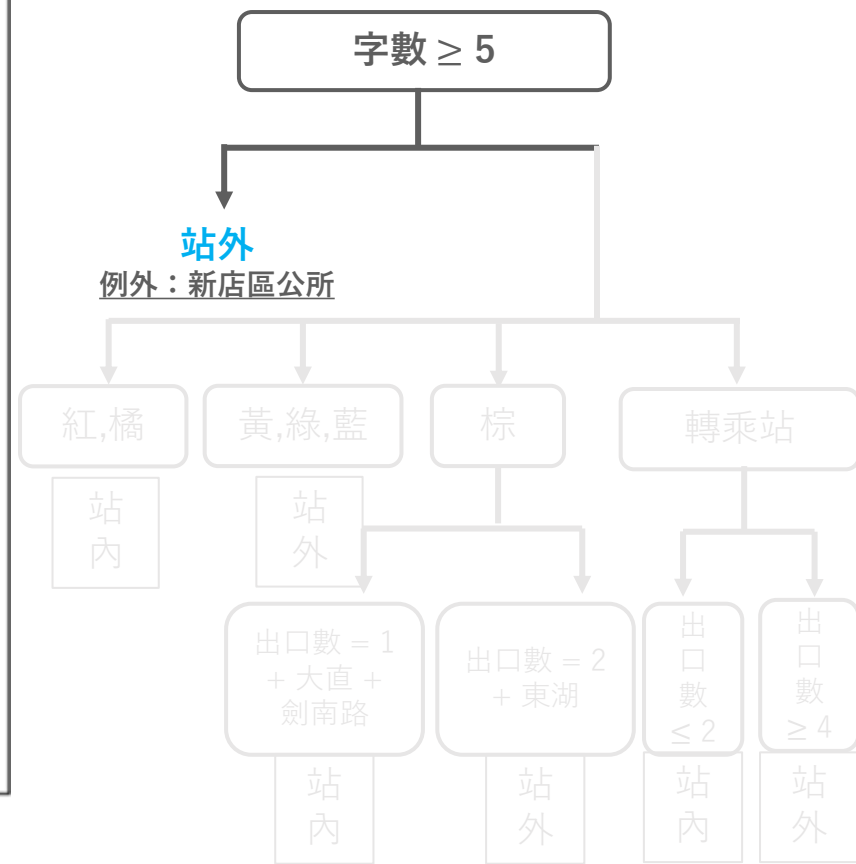 字數 ≥ 5
站外
例外：新店區公所
紅,橘
黃,綠,藍
棕
轉乘站
站
內
站
外
出口數 = 1
+ 大直 +
劍南路
出口數 = 2
+ 東湖
出
口
數
≤ 2
出
口
數
≥ 4
站
內
站
外
站
內
站
外